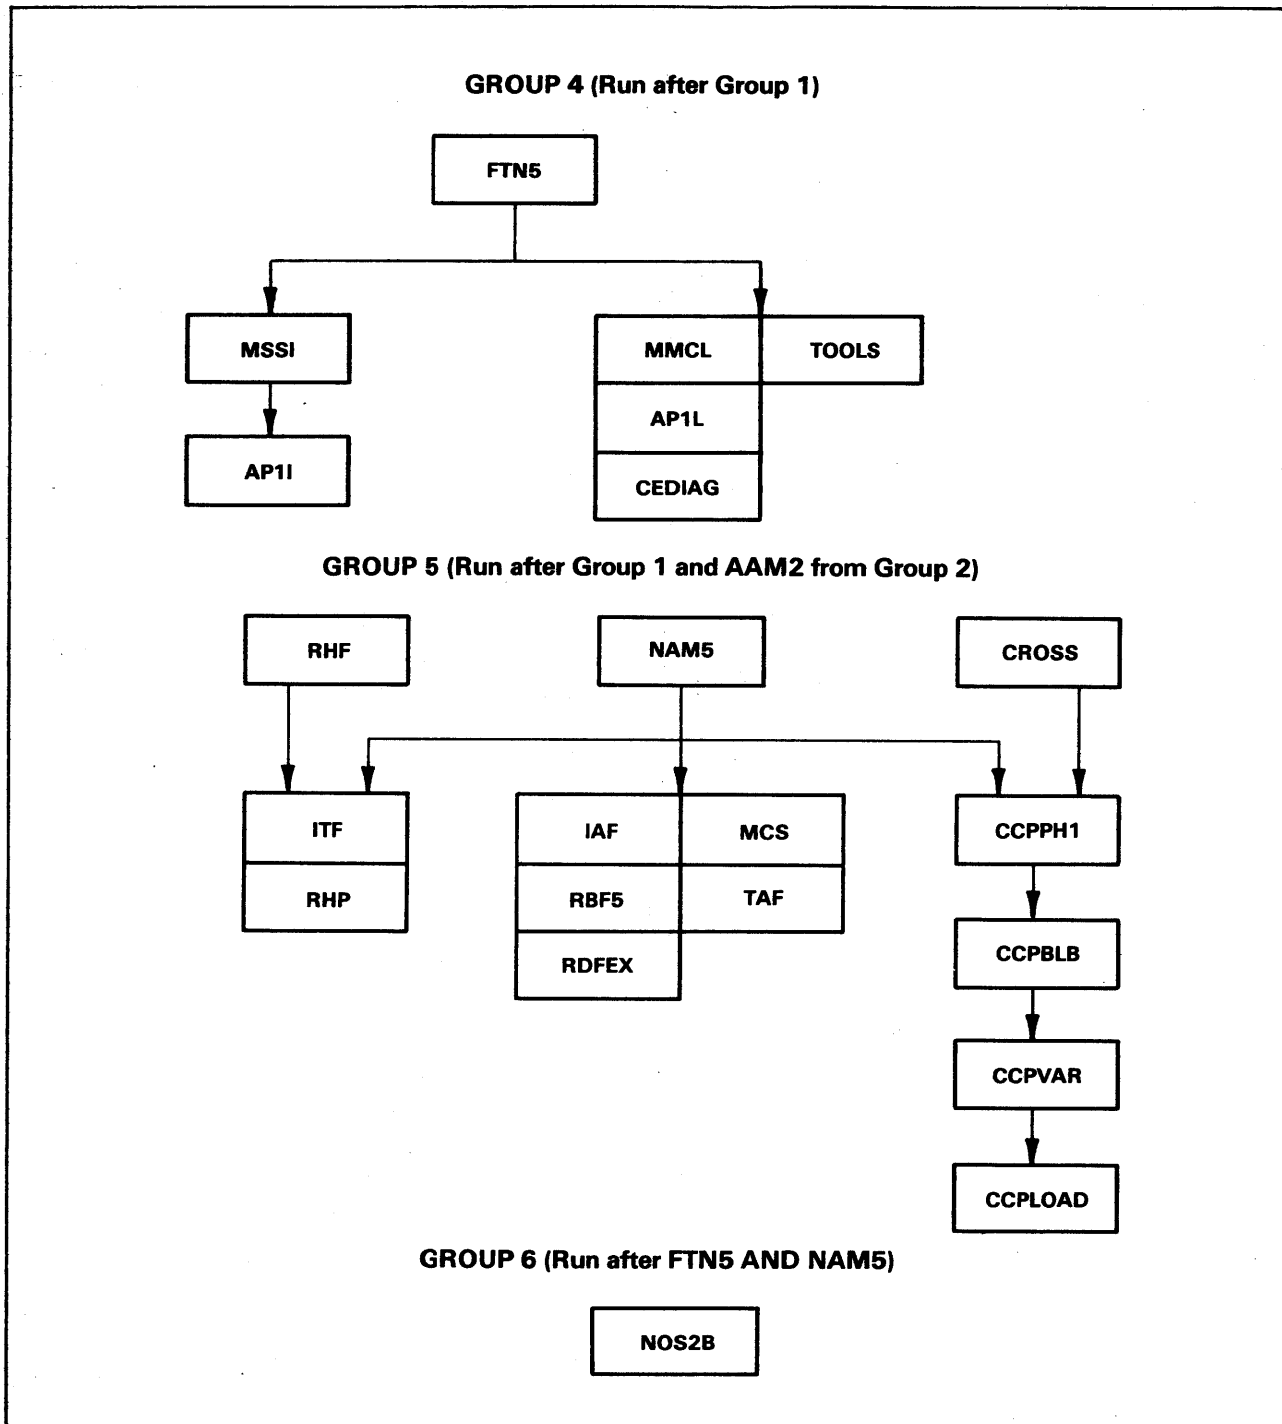 GROUP 4 (Run after Group 1)
FTN5
MSSI
MMCL
TOOLS
AP1L
AP1I
CEDIAG
GROUP 5 (Run after Group 1 and AAM2 from Group 2)
RHF
NAM5
CROSS
ITF
IAF
MCS
CCPPH1
RHP
RBF5
TAF
RDFEX
CCPBLB
CCPVAR
CCPLOAD
GROUP 6 (Run after FTN5 AND NAM5)
NOS2B